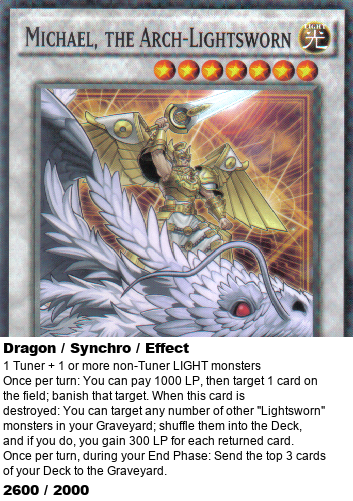 MICHAEL, THE ARCH-LIGHTSWORN
LIGHT
光
Dragon / Synchro / Effect
1 Tuner + 1 or more non-Tuner LIGHT monsters
Once per turn: You can pay 1000 LP, then target 1 card on
the field; banish that target. When this card is
destroyed: You can target any number of other "Lightsworn"
monsters in your Graveyard; shuffle them into the Deck,
and if you do, you gain 300 LP for each returned card.
Once per turn, during your End Phase: Send the top 3 cards
of your Deck to the Graveyard.
2600 / 2000